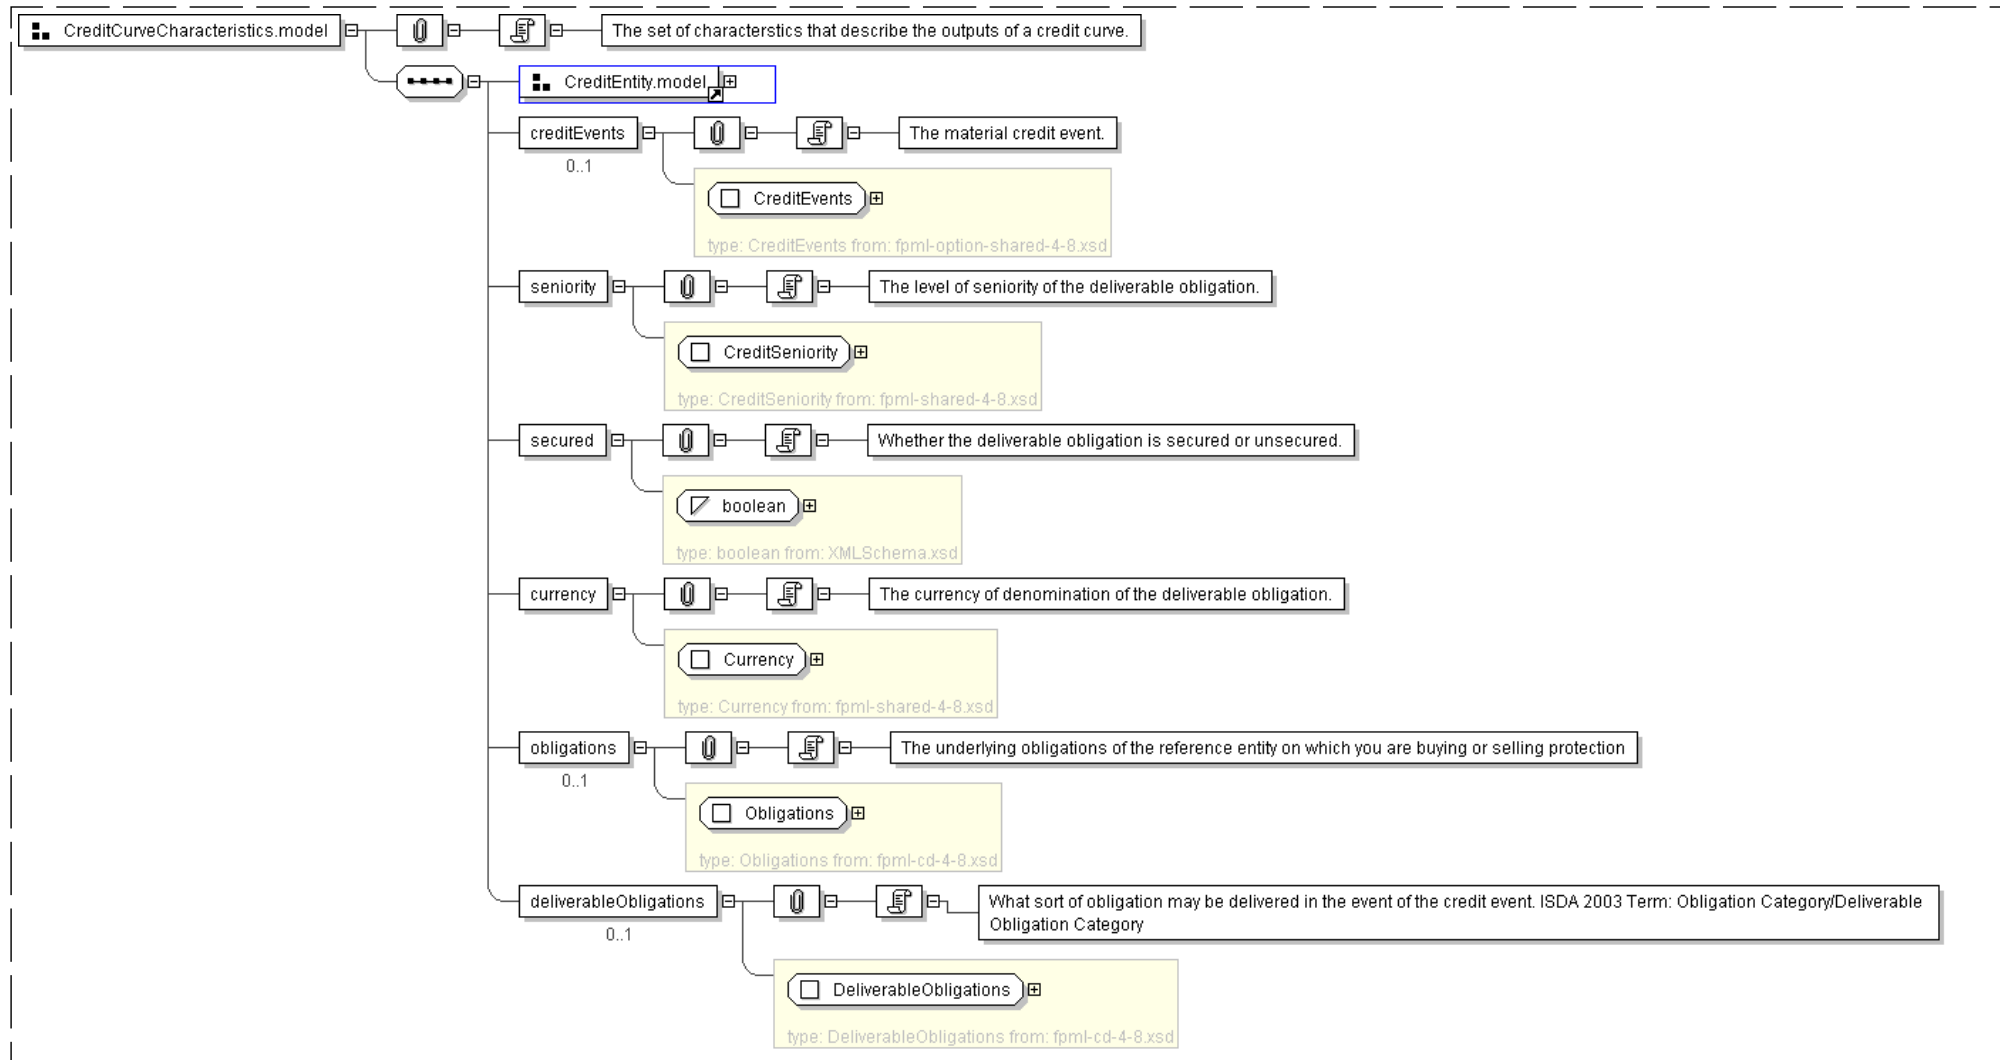 CreditCurveCharacteristics.model
The set of characterstics that describe the outputs of a credit curve.
CreditEntity.model
creditEvents
The material credit event.
0..1
CreditEvents
type: CreditEvents from: fpml-option-shared-4-8.xsd
seniority
The level of seniority of the deliverable obligation.
CreditSeniority
type: CreditSeniority from: fpml-shared-4-8.xsd
secured
Whether the deliverable obligation is secured or unsecured.
boolean
type: boolean from: XMLSchema.xsd
currency
The currency of denomination of the deliverable obligation.
Currency
type: Currency from: fpml-shared-4-8.xsd
obligations
The underlying obligations of the reference entity on which you are buying or selling protection
0..1
Obligations
type: Obligations from: fpml-cd-4-8.xsd
deliverableObligations
What sort of obligation may be delivered in the event of the credit event. ISDA 2003 Term: Obligation Category/Deliverable
Obligation Category
0..1
DeliverableObligations
type: DeliverableObligations from: fpml-cd-4-8.xsd